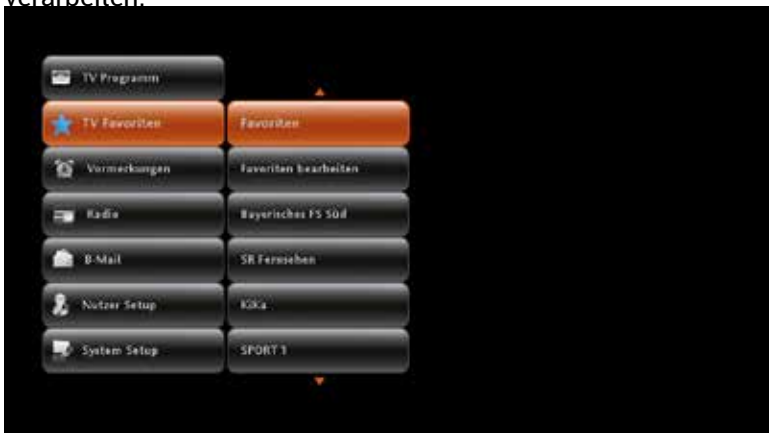 verarbeiten.
TV Programm
TV Favoriten
Favoriten
Vormerkungen
Favoriten bearbeiten
Radio
Bayerisches FS Süd
B-Mail
SR Fernsehen
Nutzer Setup
KiKa
System Setup
SPORT 1